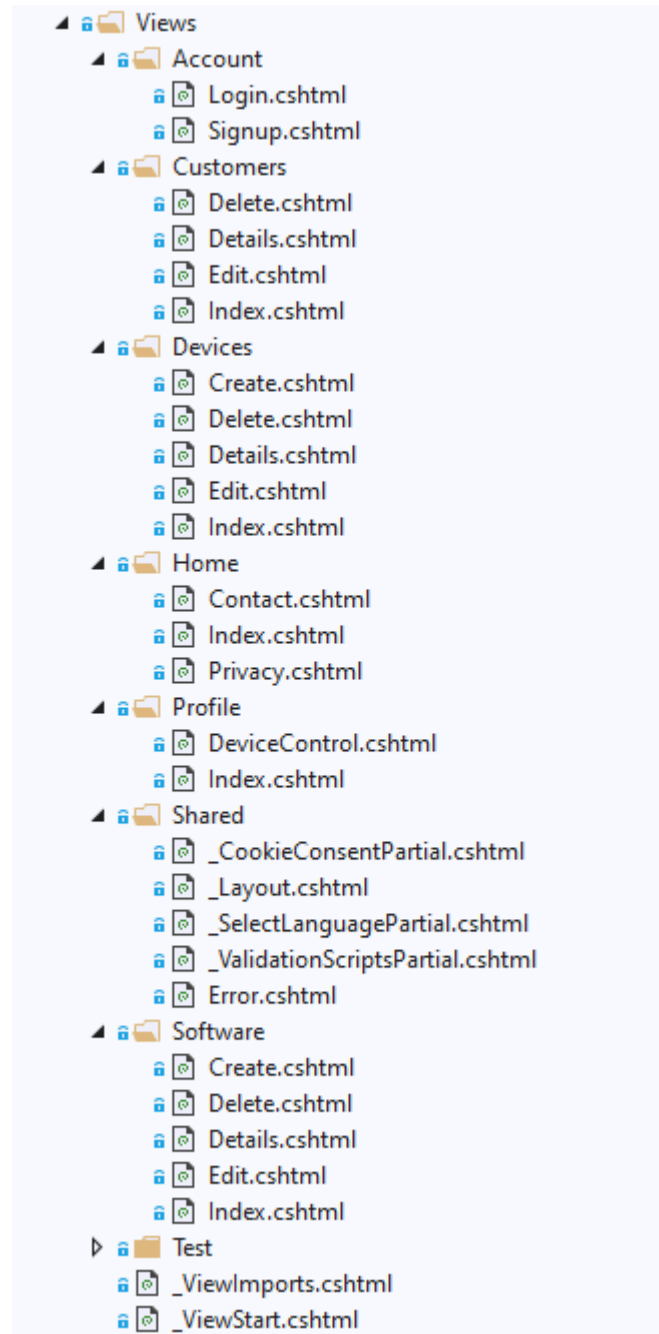 Views
Account
Login.cshtml
Signup.cshtml
Customers
Delete.cshtml
Details.cshtml
Edit.cshtml
Index.cshtml
Devices
Create.cshtml
Delete.cshtml
Details.cshtml
Edit.cshtml
Index.cshtml
Home
Contact.cshtml
Index.cshtml
Privacy.cshtml
Profile
DeviceControl.cshtml
Index.cshtml
Shared
_CookieConsentPartial.cshtml
_Layout.cshtml
_SelectLanguagePartial.cshtml
_ValidationScriptsPartial.cshtml
Error.cshtml
Software
Create.cshtml
Delete.cshtml
Details.cshtml
Edit.cshtml
Index.cshtml
Test
_ViewImports.cshtml
_ViewStart.cshtml